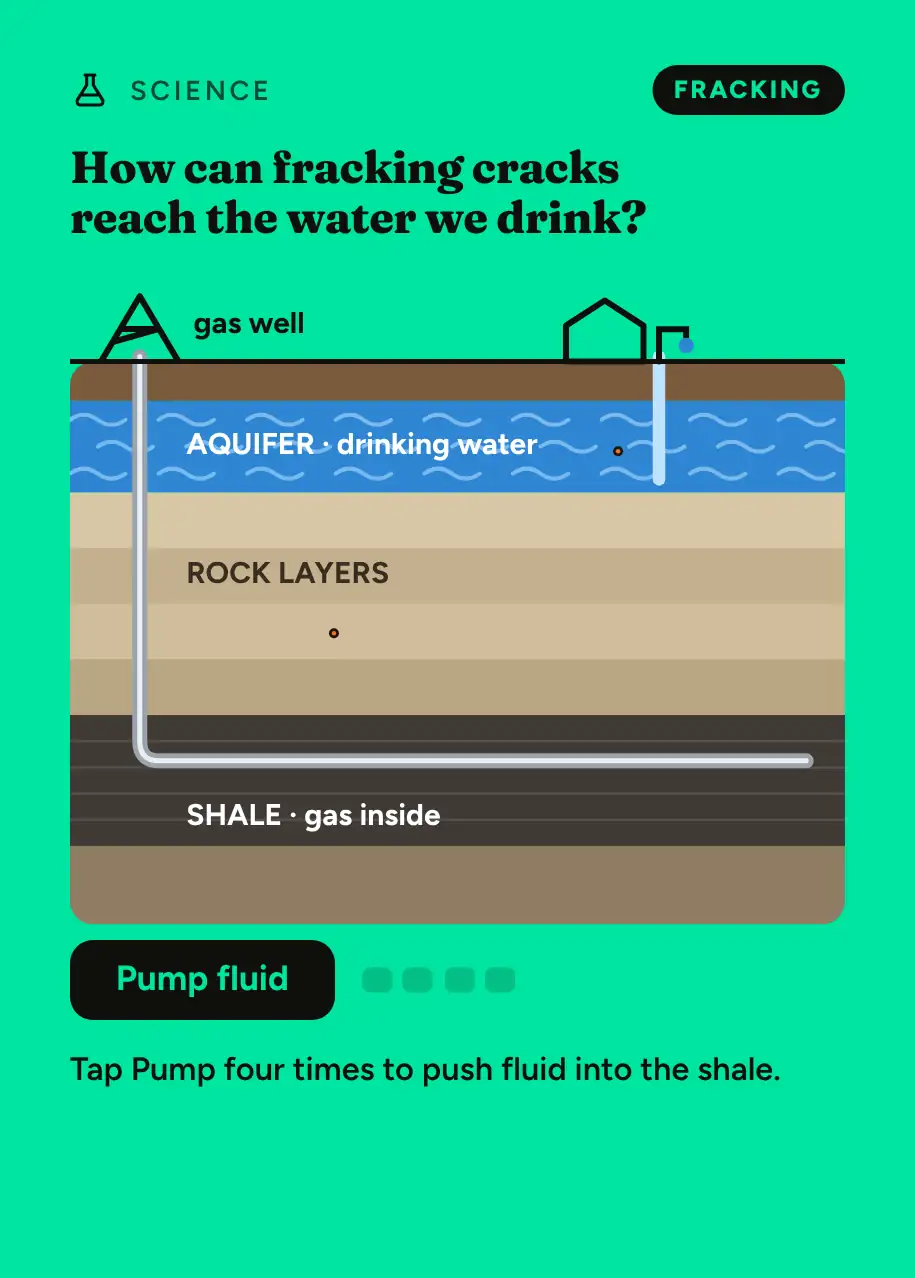 SCIENCE
FRACKING
How can fracking cracks
reach the water we drink?
gas well
AQUIFER · drinking water
ROCK LAYERS
SHALE · gas inside
Pump fluid
Tap Pump four times to push fluid into the shale.